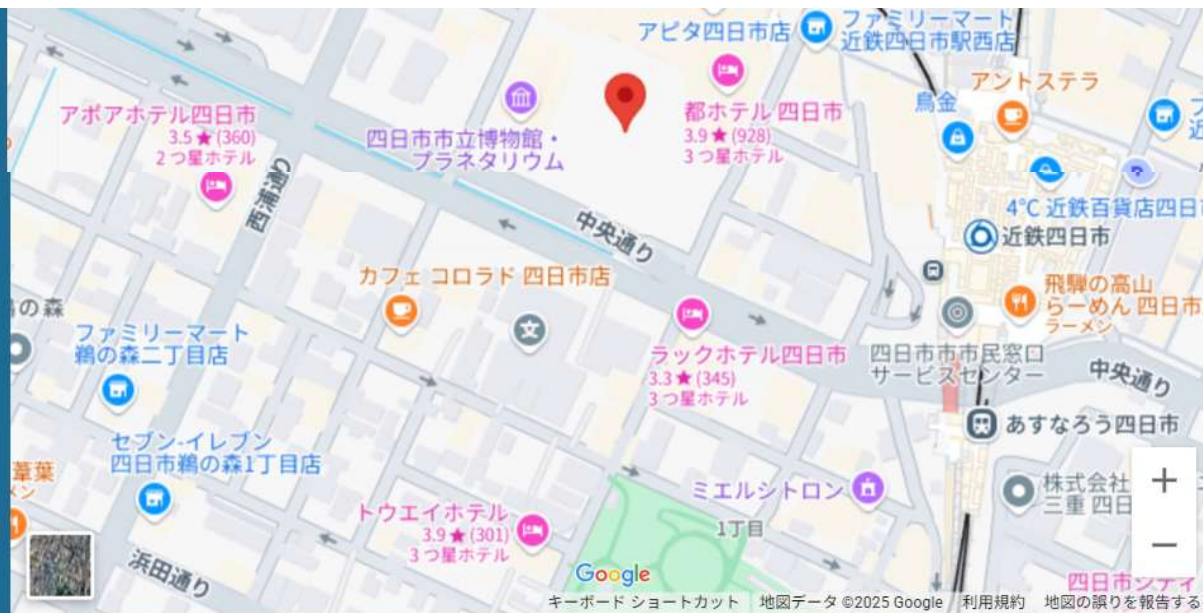 アピタ四日市店
ファミリーマート
近鉄四日市駅西店
アントステラ
鳥金
アポアホテル四日市
3.5★(360)
2つ星ホテル
四日市市立博物館・
プラネタリウム
都ホテル 四日市
3.9★(928)
3つ星ホテル
西浦通り
中央通り
4°C 近鉄百貨店四日
近鉄四日市
カフェ コロラド 四日市店
飛騨の高山
らーめん 四日市
ラーメン
の森
ファミリーマート
鵜の森二丁目店
ラックホテル四日市
3.3★(345)
3つ星ホテル
四日市市市民窓口
サービスセンター
中央通り
あすなろう四日市
セブン-イレブン
四日市鵜の森1丁目店
葦葉
メン
ミエルシトロン
株式会社
三重 四日
トウエイホテル
3.9★(301)
3つ星ホテル
1丁目
浜田通り
四日市シティ
Google
キーボード ショートカット 地図データ ©2025 Google 利用規約 地図の誤りを報告する